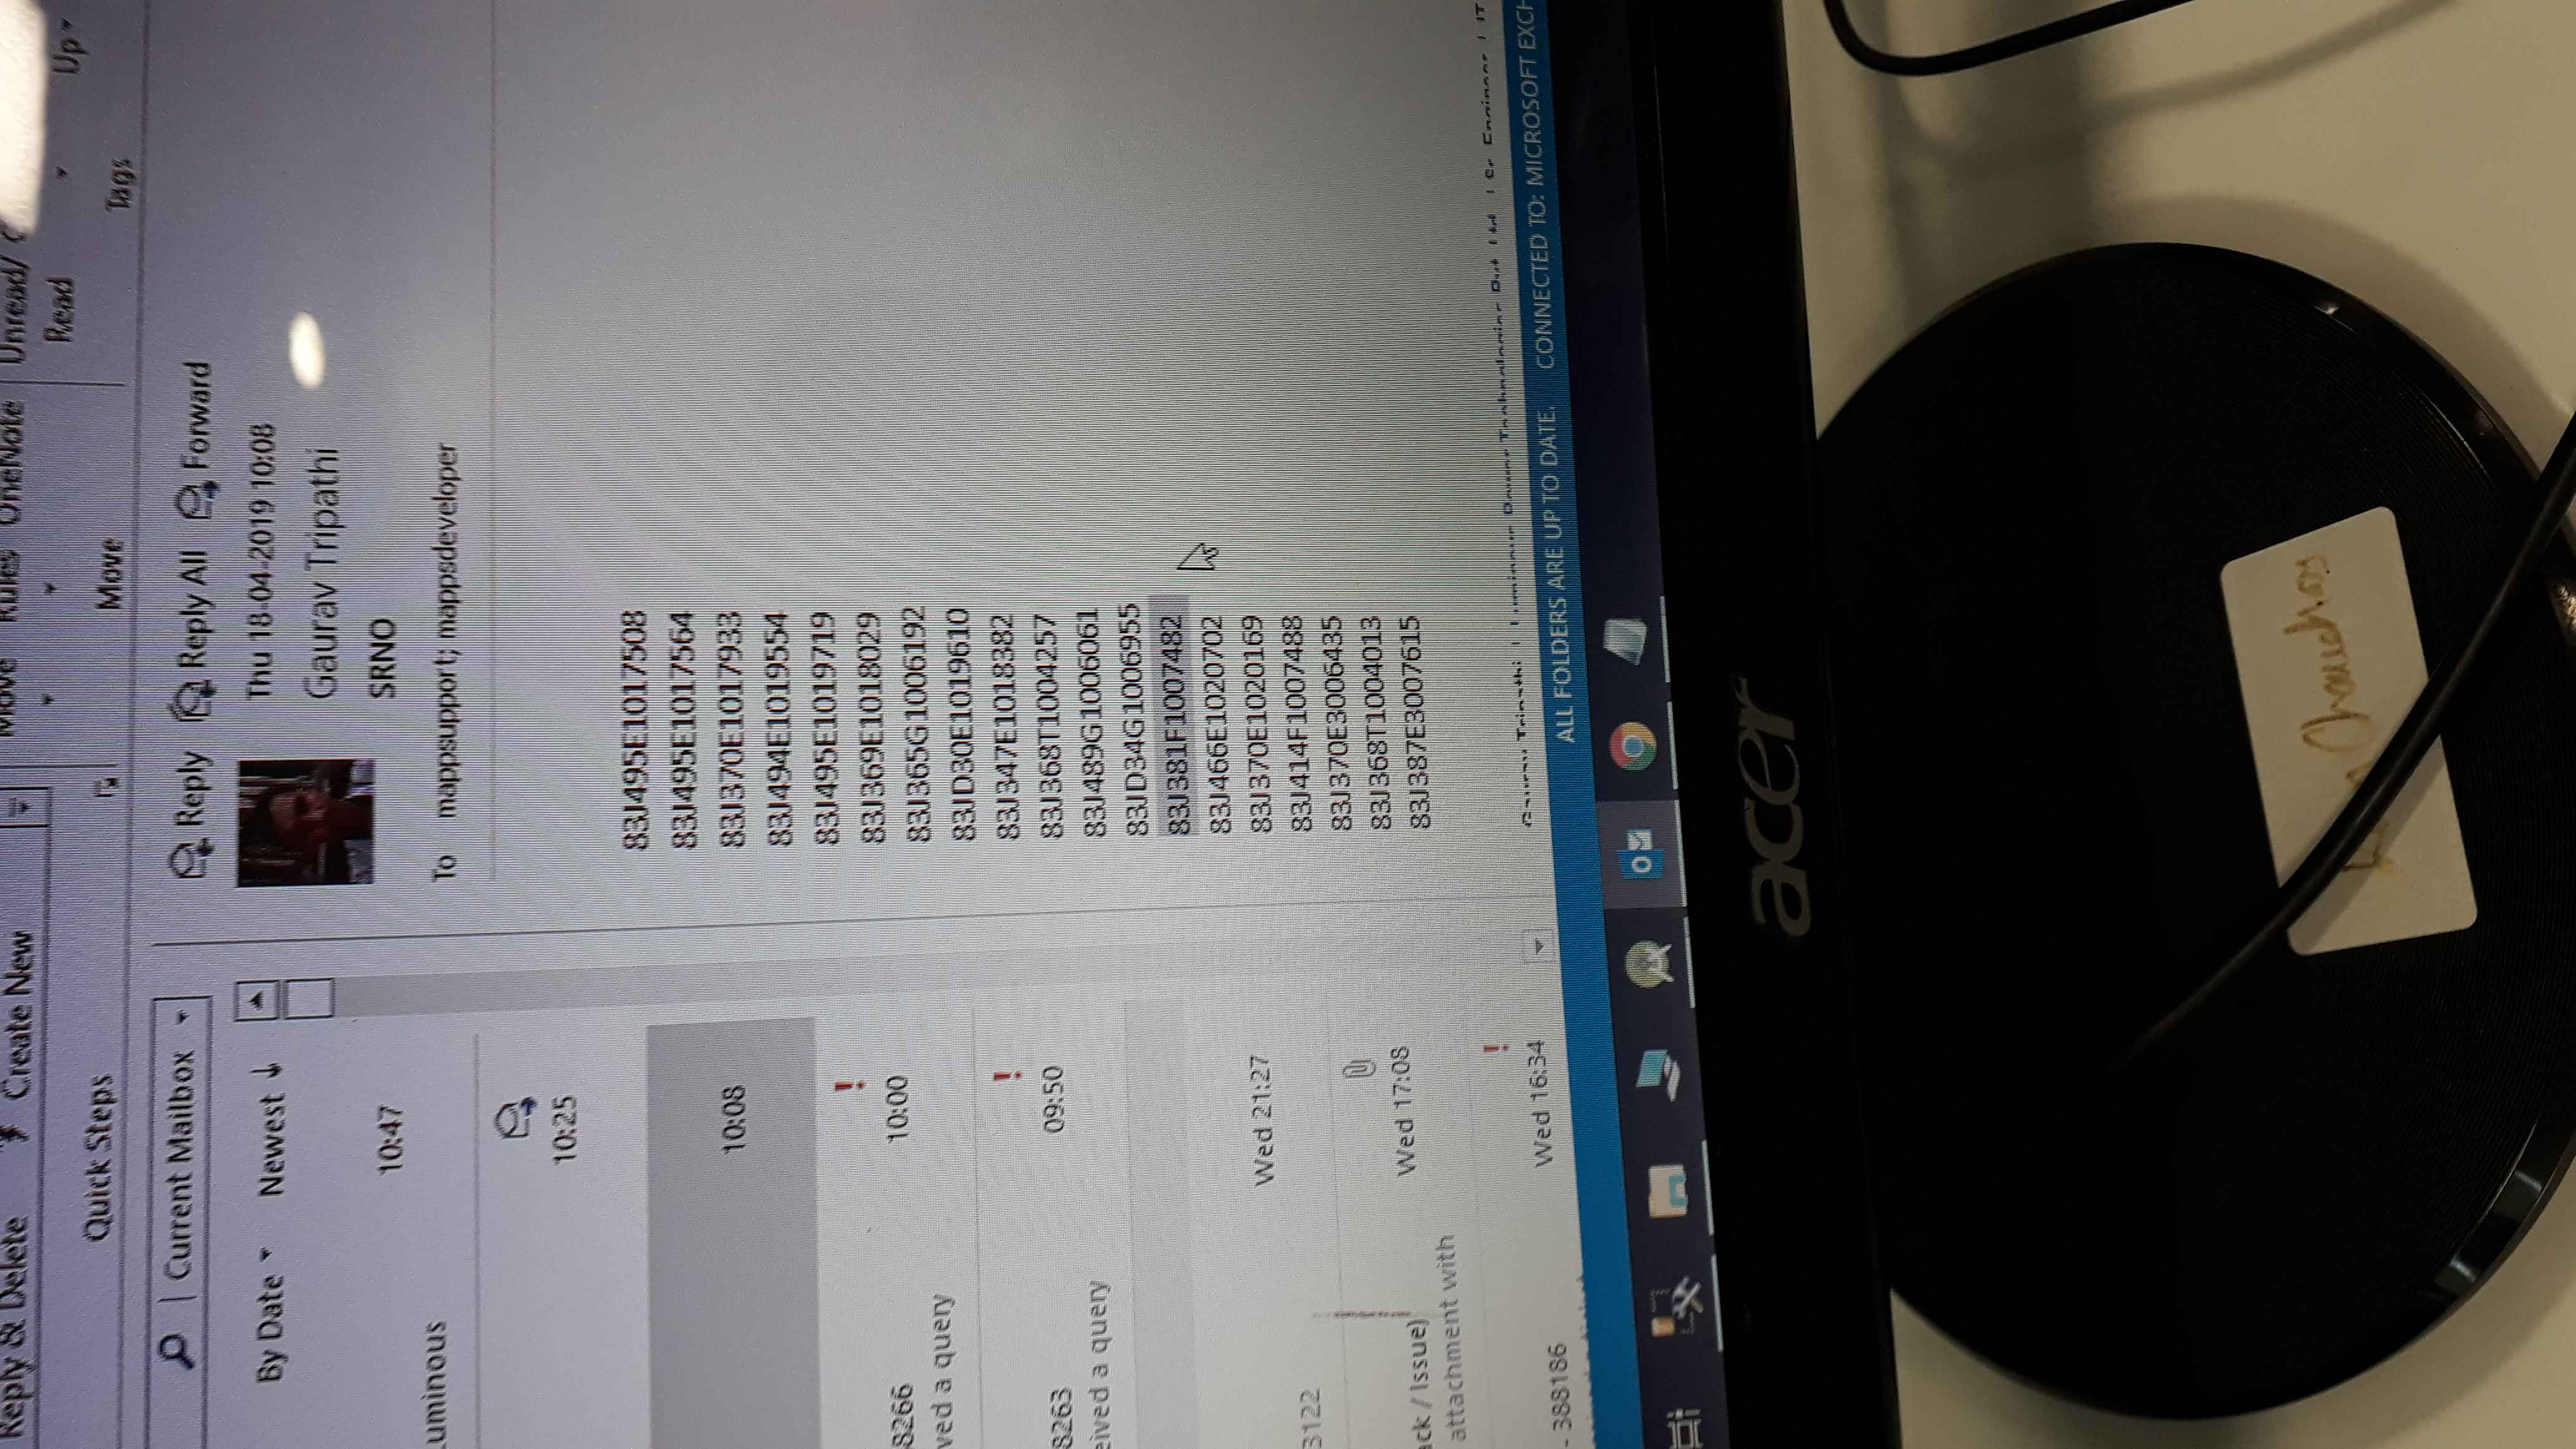 Reply & Delete
Create New
Move
Rules
OneNote
Unread/
Read
Up
Quick Steps
Move
Tags
Current Mailbox
By Date
Newest
10:47
uminous
10:25
10:08
10:00
8266
ved a query
09:50
8263
eived a query
Wed 21:27
3122
Wed 17:08
ack / Issue)
attachment with
Wed 16:34
- 388186
Reply Reply All Forward
Thu 18-04-2019 10:08
Gaurav Tripathi
SRNO
To mappsupport; mappsdeveloper
83J495E1017508
83J495E1017564
83J370E1017933
83J494E1019554
83J495E1019719
83J369E1018029
83J365G1006192
83JD30E1019610
83J347E1018382
83J368T1004257
83J489G1006061
83JD34G1006955
83J381F1007482
83J466E1020702
83J370E1020169
83J414F1007488
83J370E3006435
83J368T1004013
83J387E3007615
ALL FOLDERS ARE UP TO DATE. CONNECTED TO: MICROSOFT EXCH
acer